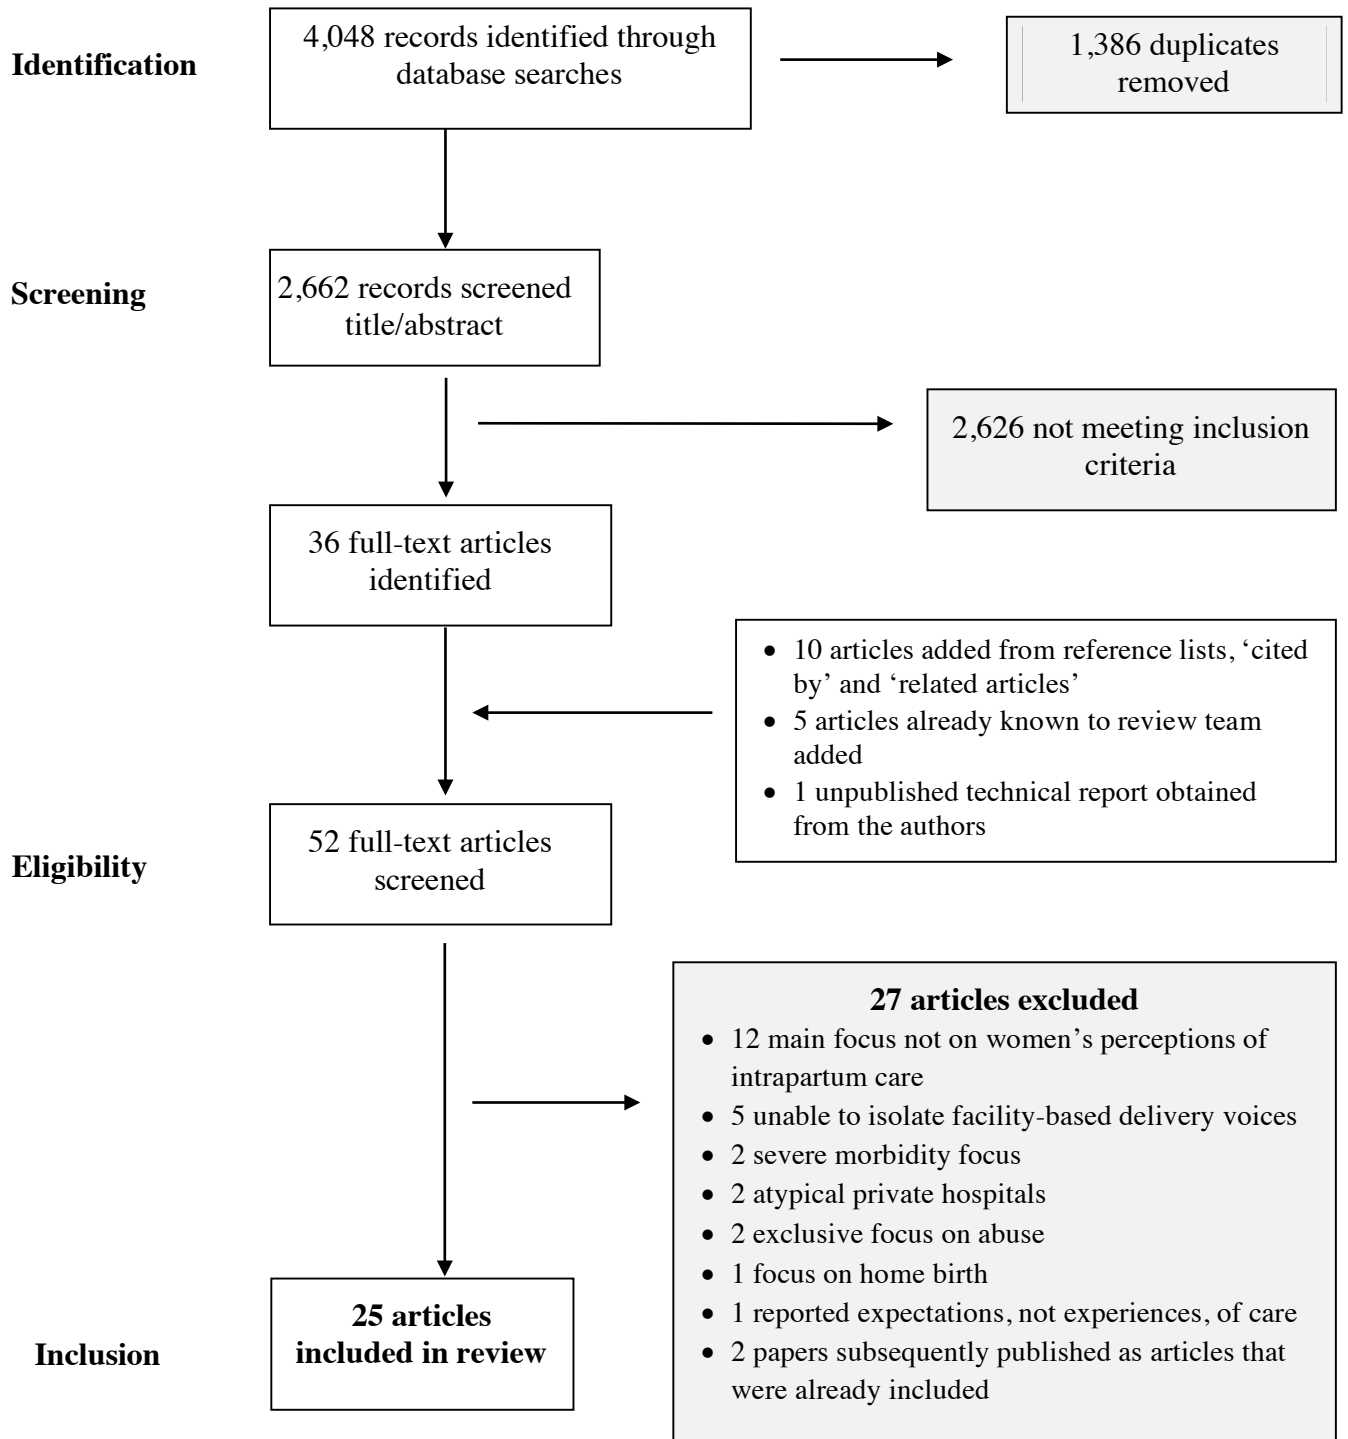 Identification
4,048 records identified through
database searches
1,386 duplicates
removed
Screening
2,662 records screened
title/abstract
2,626 not meeting inclusion
criteria
36 full-text articles
identified
• 10 articles added from reference lists, ‘cited
by’ and ‘related articles’
• 5 articles already known to review team
added
• 1 unpublished technical report obtained
from the authors
Eligibility
52 full-text articles
screened
27 articles excluded
• 12 main focus not on women’s perceptions of
intrapartum care
• 5 unable to isolate facility-based delivery voices
• 2 severe morbidity focus
• 2 atypical private hospitals
• 2 exclusive focus on abuse
• 1 focus on home birth
• 1 reported expectations, not experiences, of care
• 2 papers subsequently published as articles that
were already included
Inclusion
25 articles
included in review